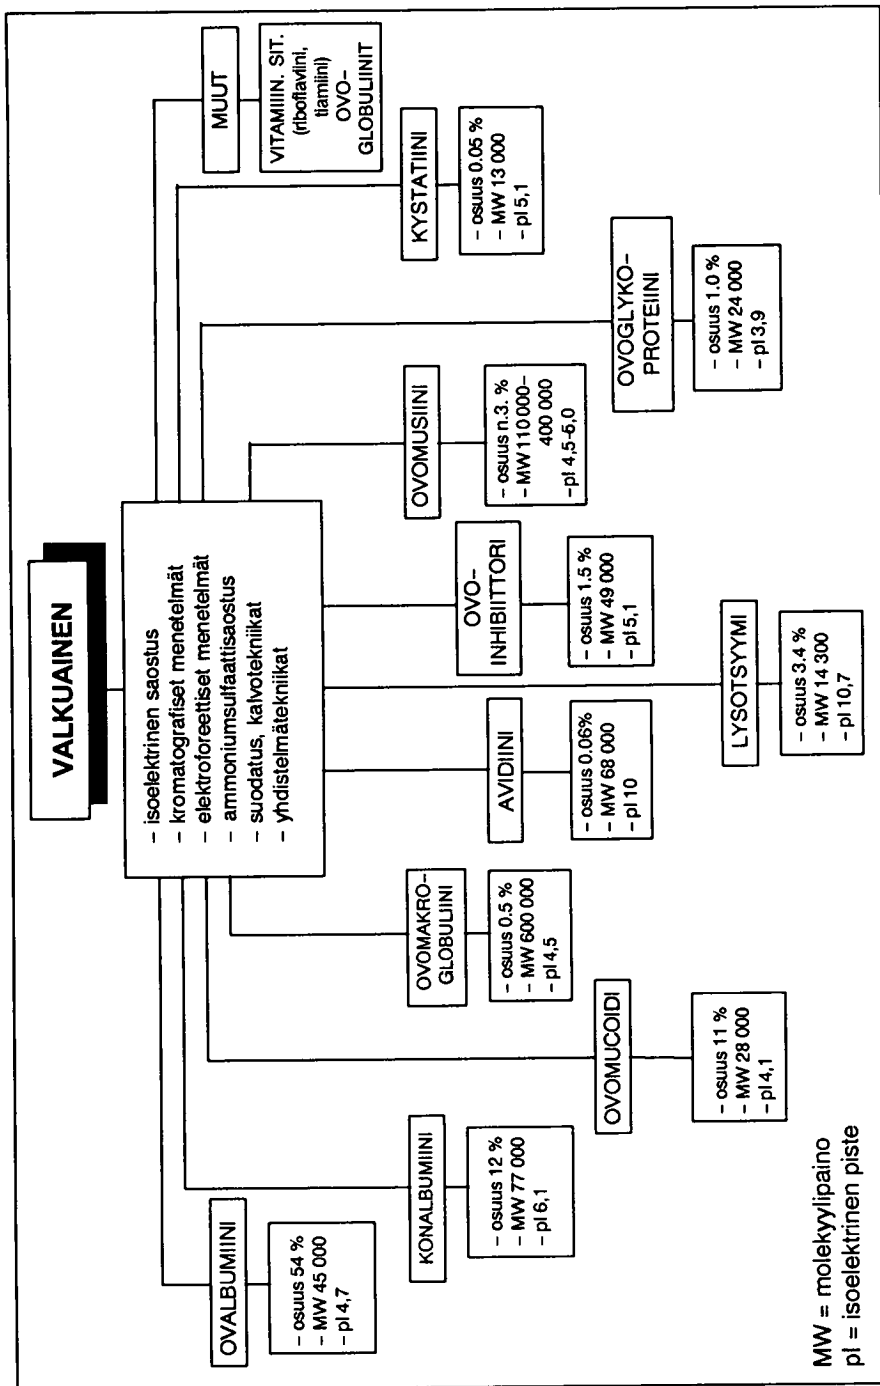 VALKUAINEN
– isoelektrinen saostus
– kromatografiset menetelmät
– elektroforeettiset menetelmät
– ammoniumsulfaattisaostus
– suodatus, kalvotekniikat
– yhdistelmätekniikat
OVALBUMIINI
– osuus 54 %
– MW 45 000
– pI 4,7
KONALBUMIINI
– osuus 12 %
– MW 77 000
– pI 6,1
OVOMUCOIDI
– osuus 11 %
– MW 28 000
– pI 4,1
OVOMAKRO–
GLOBULIINI
– osuus 0.5 %
– MW 600 000
– pI 4,5
AVIDIINI
– osuus 0.06%
– MW 68 000
– pI 10
LYSOTSYYMI
– osuus 3.4 %
– MW 14 300
– pI 10,7
OVO–
INHIBIITTORI
– osuus 1.5 %
– MW 49 000
– pI 5,1
OVOMUSIINI
– osuus n.3. %
– MW 110 000–
400 000
– pI 4,5-6,0
OVOGLYKO–
PROTEIINI
– osuus 1.0 %
– MW 24 000
– pI 3,9
KYSTATIINI
– osuus 0.05 %
– MW 13 000
– pI 5,1
MUUT
VITAMIIN. SIT.
(riboflaviini,
tiamiini)
OVO–
GLOBULIINIT
MW = molekyylipaino
pI = isoelektrinen piste